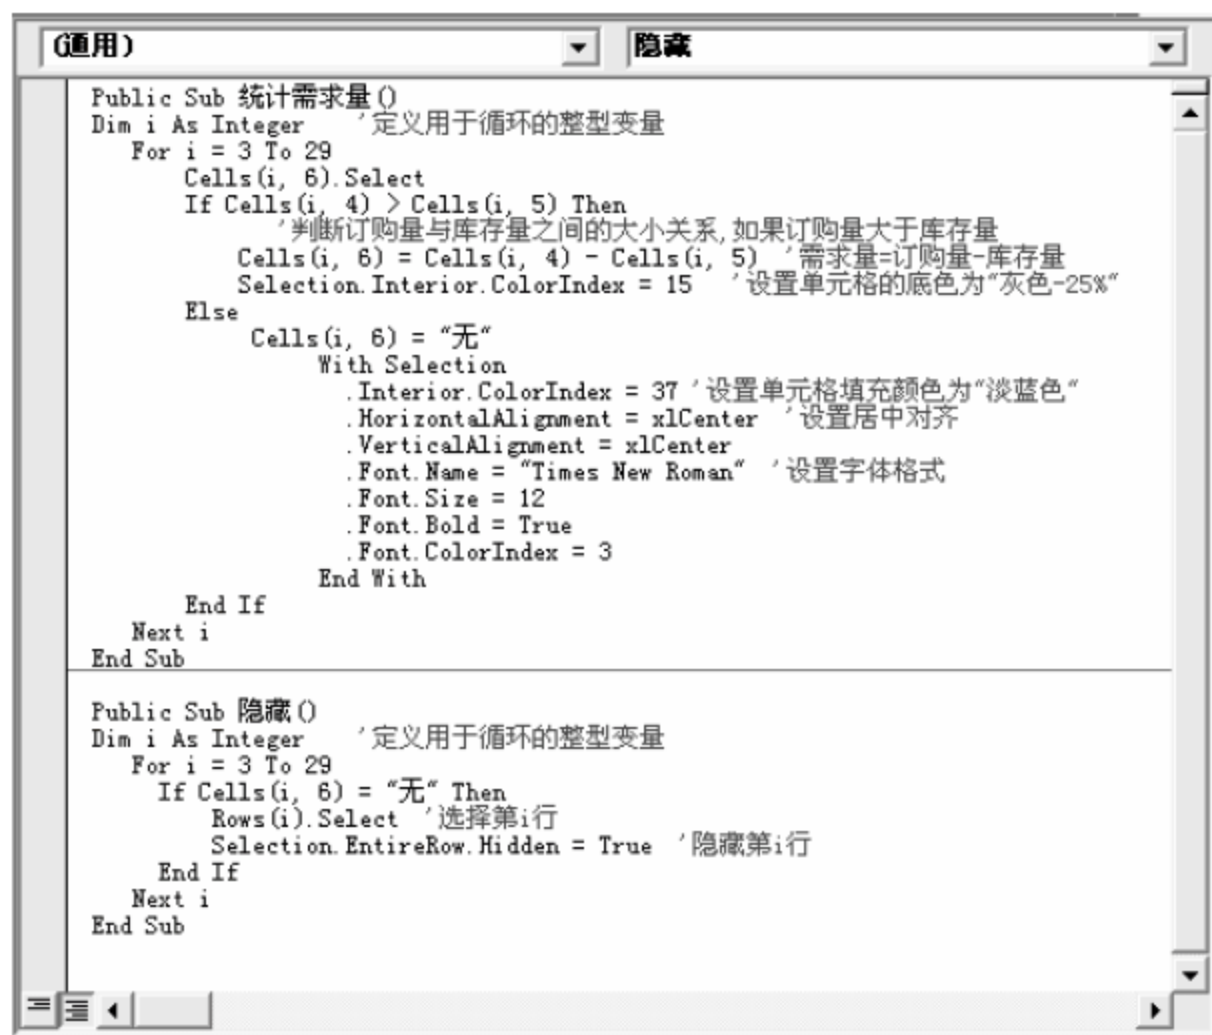 (通用)
隐藏
Public Sub 统计需求量()
Dim i As Integer    '定义用于循环的整型变量
   For i = 3 To 29
       Cells(i, 6).Select
       If Cells(i, 4) > Cells(i, 5) Then
              '判断订购量与库存量之间的大小关系,如果订购量大于库存量
           Cells(i, 6) = Cells(i, 4) - Cells(i, 5)  '需求量=订购量-库存量
           Selection.Interior.ColorIndex = 15   '设置单元格的底色为"灰色-25%"
       Else
            Cells(i, 6) = "无"
                 With Selection
                   .Interior.ColorIndex = 37 '设置单元格填充颜色为"淡蓝色"
                   .HorizontalAlignment = xlCenter  '设置居中对齐
                   .VerticalAlignment = xlCenter
                   .Font.Name = "Times New Roman"  '设置字体格式
                   .Font.Size = 12
                   .Font.Bold = True
                   .Font.ColorIndex = 3
                 End With
       End If
   Next i
End Sub
Public Sub 隐藏()
Dim i As Integer    '定义用于循环的整型变量
   For i = 3 To 29
     If Cells(i, 6) = "无" Then
         Rows(i).Select  '选择第i行
         Selection.EntireRow.Hidden = True  '隐藏第i行
     End If
   Next i
End Sub